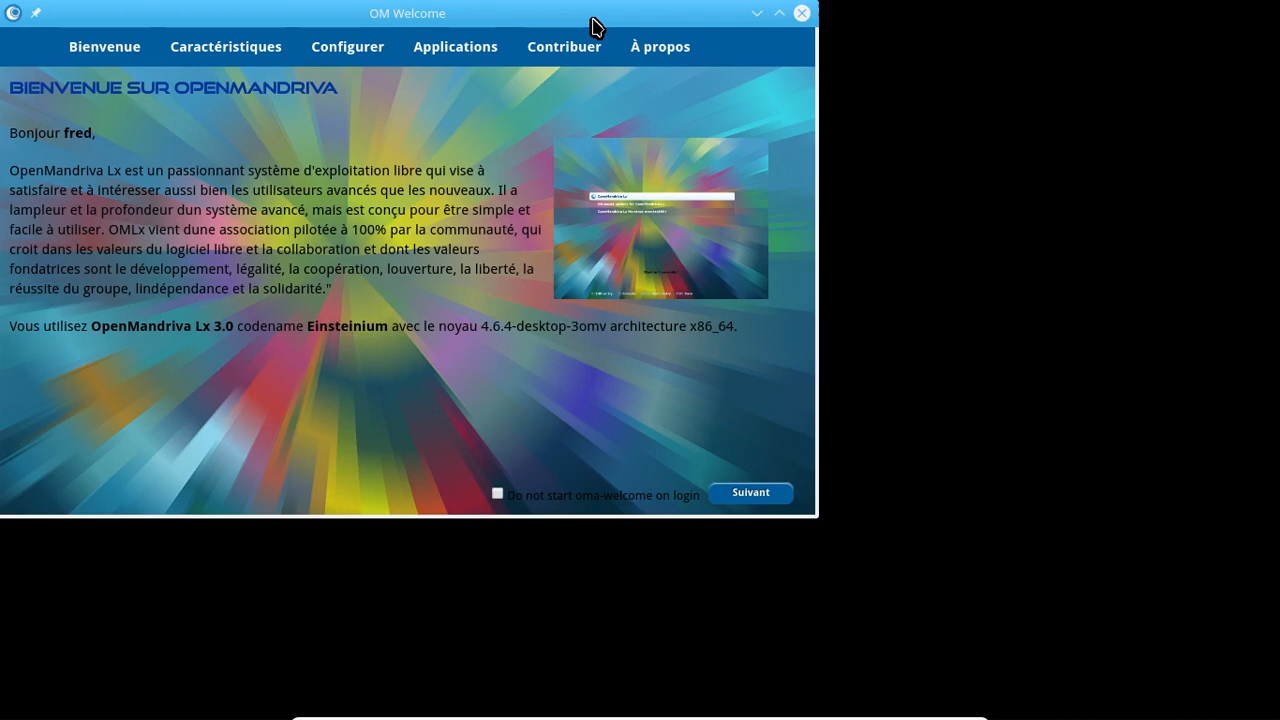 OM Welcome
Bienvenue Caractéristiques Configurer Applications Contribuer À propos
BIENVENUE SUR OPENMANDRIVA
Bonjour fred,
OpenMandriva Lx est un passionnant système d'exploitation libre qui vise à
satisfaire et à intéresser aussi bien les utilisateurs avancés que les nouveaux. Il a
lampleur et la profondeur dun système avancé, mais est conçu pour être simple et
facile à utiliser. OMLx vient dune association pilotée à 100% par la communauté, qui
croit dans les valeurs du logiciel libre et la collaboration et dont les valeurs
fondatrices sont le développement, légalité, la coopération, louverture, la liberté, la
réussite du groupe, lindépendance et la solidarité."
OpenMandriva Lx
Vous utilisez OpenMandriva Lx 3.0 codename Einsteinium avec le noyau 4.6.4-desktop-3omv architecture x86_64.
Do not start oma-welcome on login
Suivant